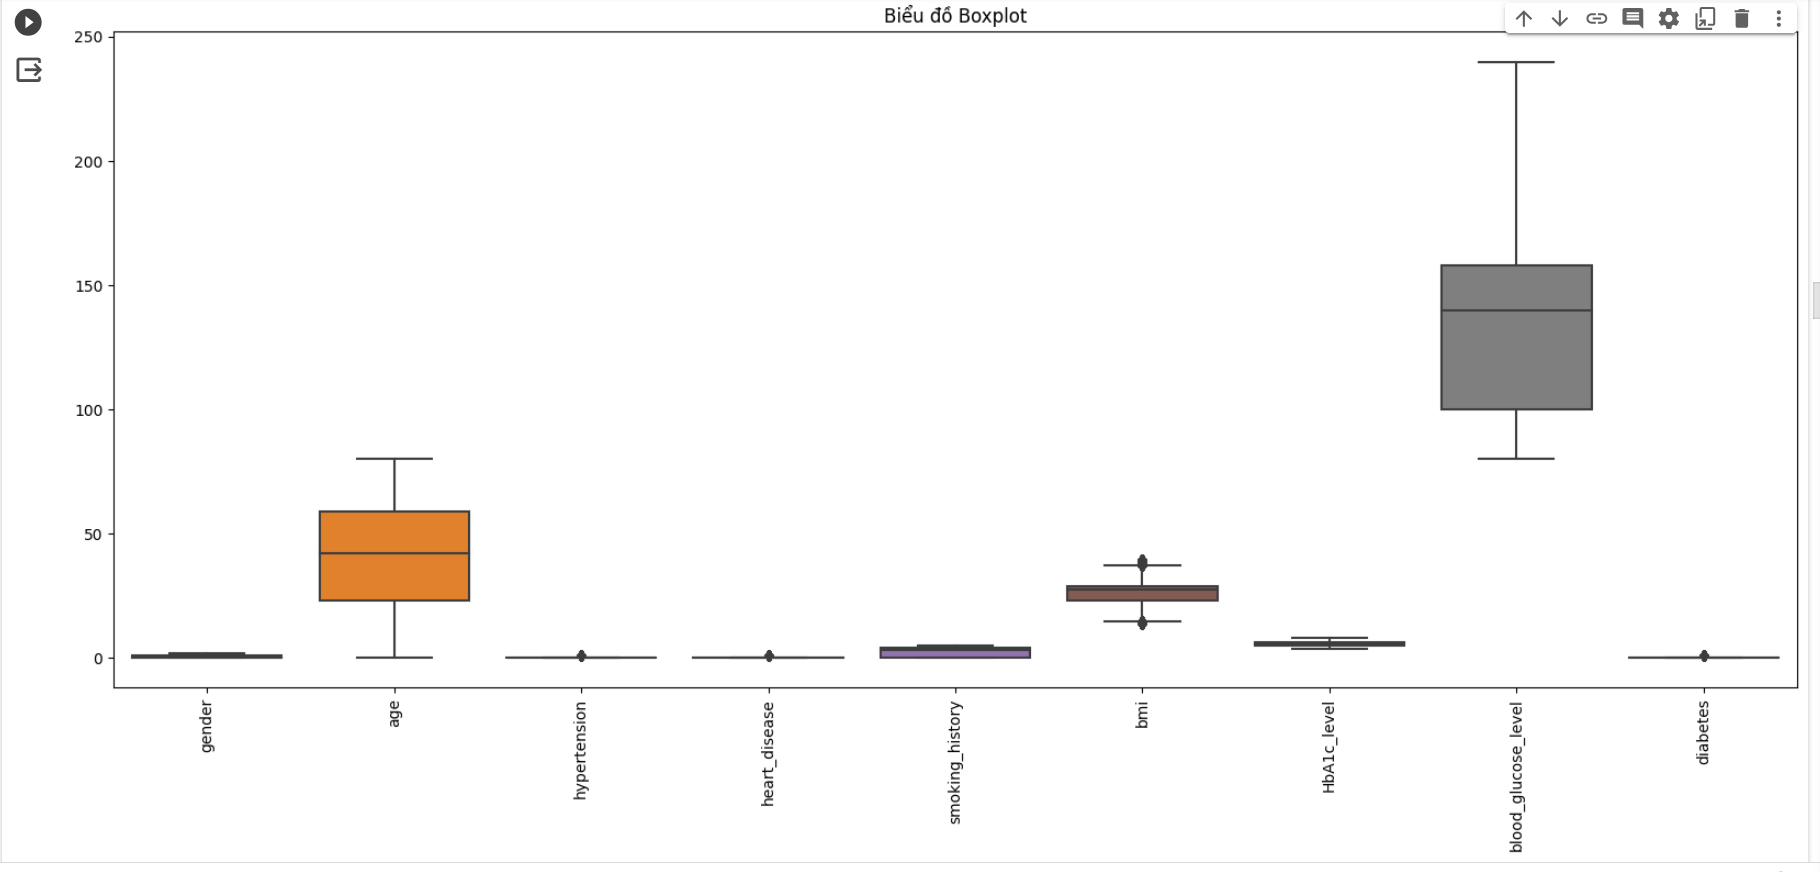 Biểu đồ Boxplot
250
200
150
100
50
0
gender
age
hypertension
heart_disease
smoking_history
bmi
HbA1c_level
blood_glucose_level
diabetes